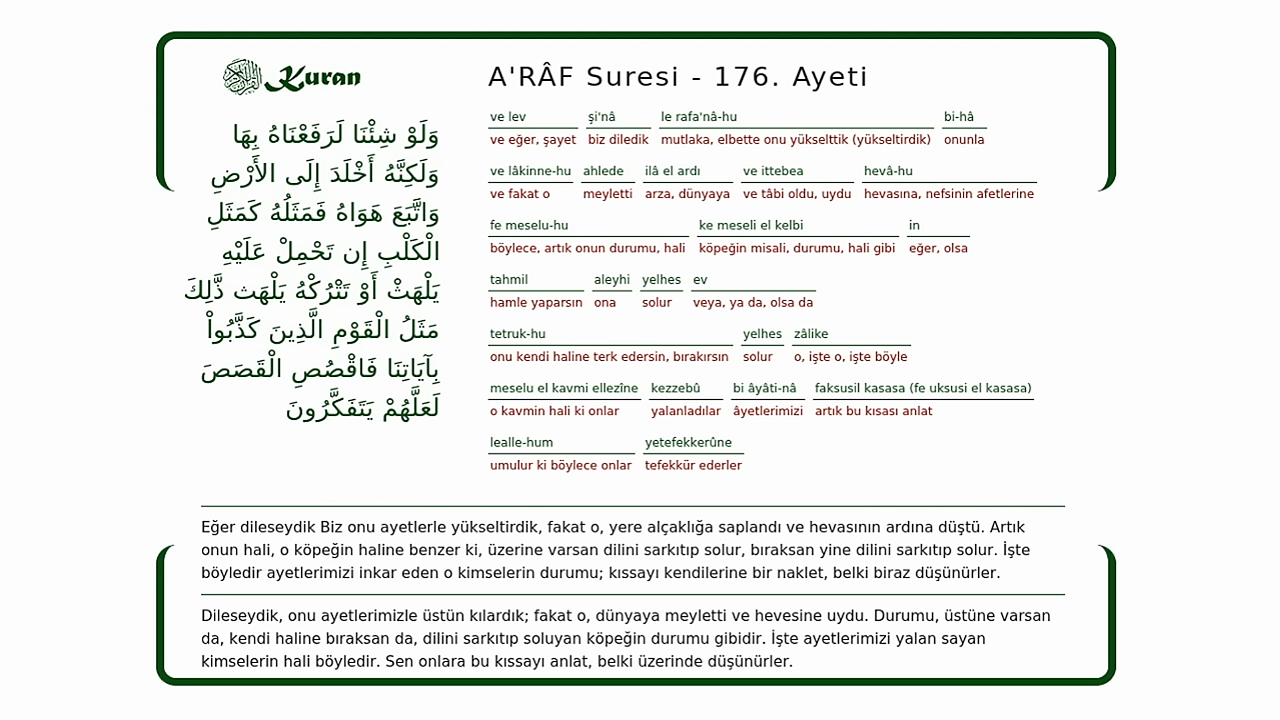 Kuran
A'RÂF Suresi - 176. Ayeti
وَلَوْ شِئْنَا لَرَفَعْنَاهُ بِهَا
وَلَكِنَّهُ أَخْلَدَ إِلَى الأَرْضِ
وَاتَّبَعَ هَوَاهُ فَمَثَلُهُ كَمَثَلِ
الْكَلْبِ إِن تَحْمِلْ عَلَيْهِ
يَلْهَثْ أَوْ تَتْرُكْهُ يَلْهَث ذَّلِكَ
مَثَلُ الْقَوْمِ الَّذِينَ كَذَّبُواْ
بِآيَاتِنَا فَاقْصُصِ الْقَصَصَ
لَعَلَّهُمْ يَتَفَكَّرُونَ
ve lev şi'nâ le rafa'nâ-hu bi-hâ
ve eğer, şayet biz diledik mutlaka, elbette onu yükselttik (yükseltirdik) onunla
ve lâkinne-hu ahlede ilâ el ardı ve ittebea hevâ-hu
ve fakat o meyletti arza, dünyaya ve tâbi oldu, uydu hevasına, nefsinin afetlerine
fe meselu-hu ke meseli el kelbi in
böylece, artık onun durumu, hali köpeğin misali, durumu, hali gibi eğer, olsa
tahmil aleyhi yelhes ev
hamle yaparsın ona solur veya, ya da, olsa da
tetruk-hu yelhes zâlike
onu kendi haline terk edersin, bırakırsın solur o, işte o, işte böyle
meselu el kavmi ellezîne kezzebû bi âyâti-nâ faksusil kasasa (fe uksusi el kasasa)
o kavmin hali ki onlar yalanladılar âyetlerimizi artık bu kısası anlat
lealle-hum yetefekkerûne
umulur ki böylece onlar tefekkür ederler
Eğer dileseydik Biz onu ayetlerle yükseltirdik, fakat o, yere alçaklığa saplandı ve hevasının ardına düştü. Artık
onun hali, o köpeğin haline benzer ki, üzerine varsan dilini sarkıtıp solur, bıraksan yine dilini sarkıtıp solur. İşte
böyledir ayetlerimizi inkar eden o kimselerin durumu; kıssayı kendilerine bir naklet, belki biraz düşünürler.
Dileseydik, onu ayetlerimizle üstün kılardık; fakat o, dünyaya meyletti ve hevesine uydu. Durumu, üstüne varsan
da, kendi haline bıraksan da, dilini sarkıtıp soluyan köpeğin durumu gibidir. İşte ayetlerimizi yalan sayan
kimselerin hali böyledir. Sen onlara bu kıssayı anlat, belki üzerinde düşünürler.